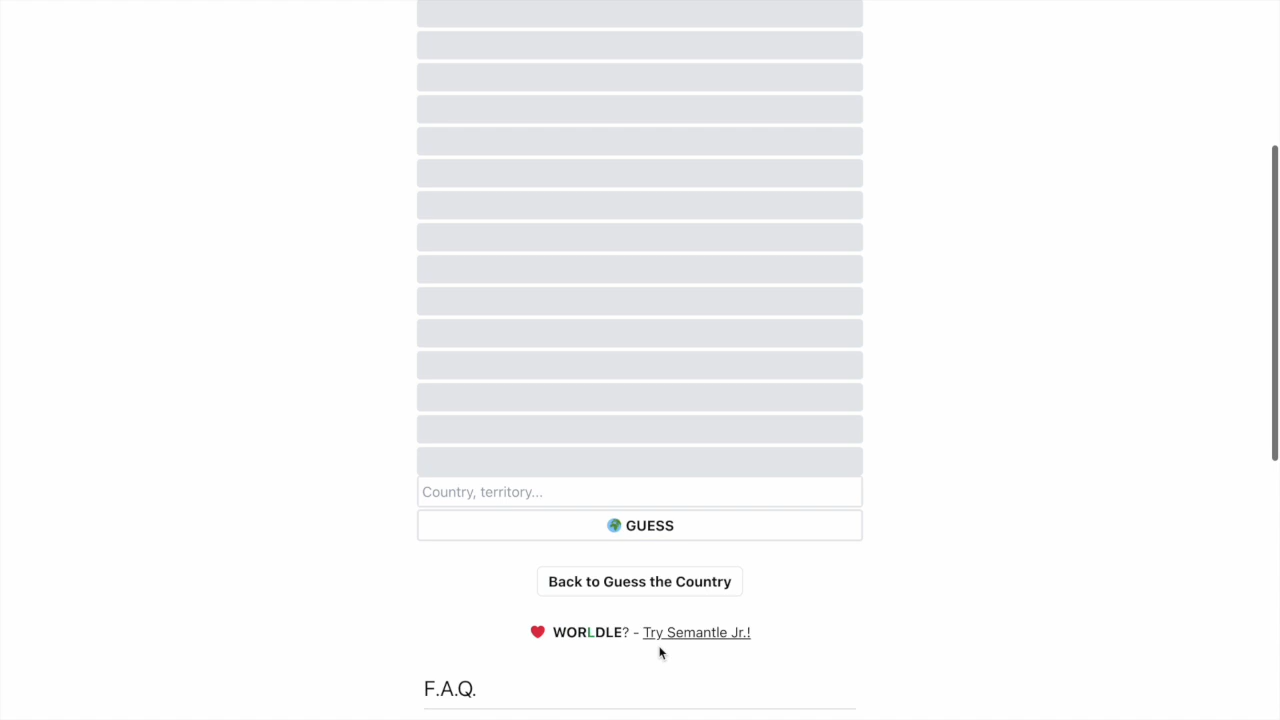 Country, territory...
GUESS
Back to Guess the Country
WORLDLE? - Try Semantle Jr.!
F.A.Q.